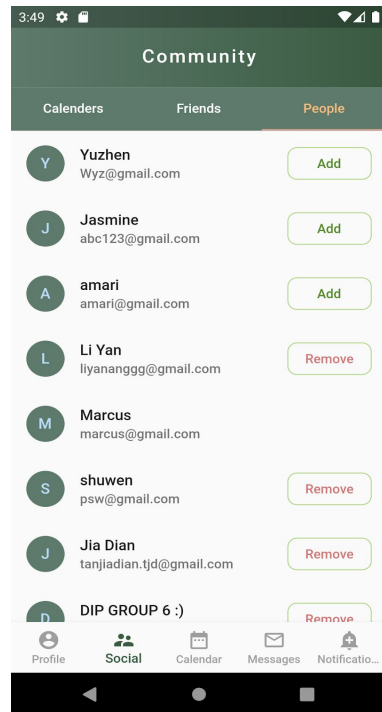 3:49
Community
Calenders Friends People
Y Yuzhen Add
Wyz@gmail.com
J Jasmine Add
abc123@gmail.com
A amari Add
amari@gmail.com
L Li Yan Remove
liyananggg@gmail.com
M Marcus
marcus@gmail.com
S shuwen Remove
psw@gmail.com
J Jia Dian Remove
tanjiadian.tjd@gmail.com
D DIP GROUP 6 :) Remove
Profile Social Calendar Messages Notificatio...